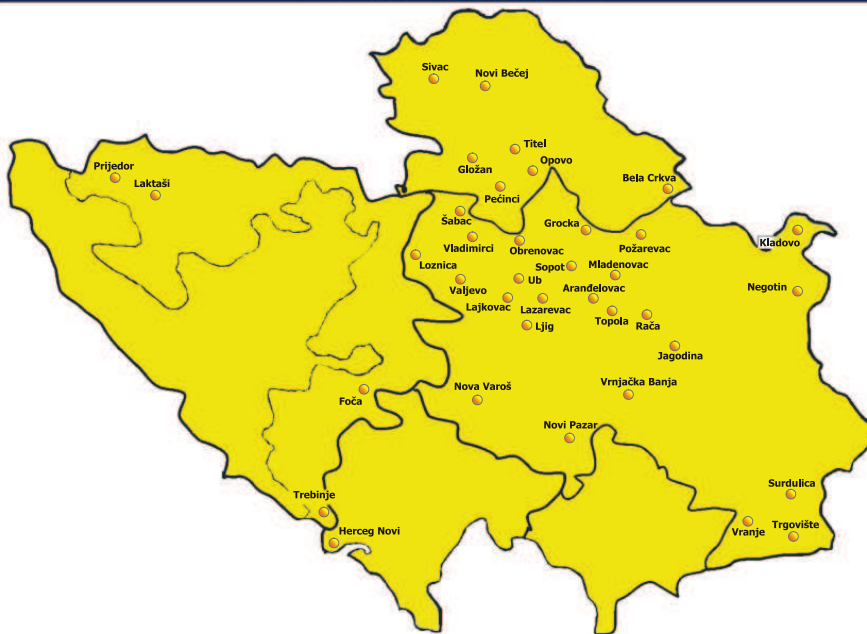 Sivac
Novi Bečej
Titel
Gložan
Opovo
Prijedor
Laktaši
Pećinci
Bela Crkva
Šabac
Grocka
Vladimirci
Obrenovac
Požarevac
Kladovo
Loznica
Sopot
Mladenovac
Valjevo
Ub
Aranđelovac
Negotin
Lajkovac
Lazarevac
Topola
Rača
Ljig
Jagodina
Foča
Nova Varoš
Vrnjačka Banja
Novi Pazar
Surdulica
Trebinje
Herceg Novi
Vranje
Trgovište